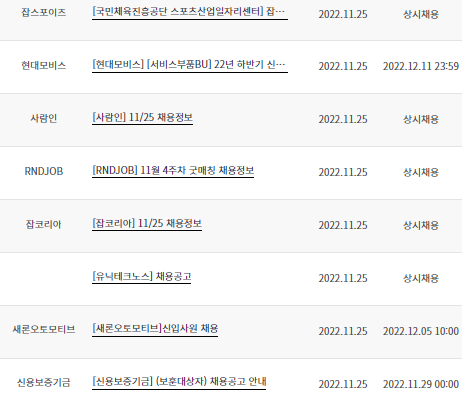 잡스포이즈 [국민체육진흥공단 스포츠산업일자리센터] 잡… 2022.11.25 상시채용
현대모비스 [현대모비스] [서비스부품BU] 22년 하반기 신… 2022.11.25 2022.12.11 23:59
사람인 [사람인] 11/25 채용정보 2022.11.25 상시채용
RNDJOB [RNDJOB] 11월 4주차 굿매칭 채용정보 2022.11.25 상시채용
잡코리아 [잡코리아] 11/25 채용정보 2022.11.25 상시채용
[유닉테크노스] 채용공고 2022.11.25 상시채용
새론오토모티브 [새론오토모티브]신입사원 채용 2022.11.25 2022.12.05 10:00
신용보증기금 [신용보증기금] (보훈대상자) 채용공고 안내 2022.11.25 2022.11.29 00:00